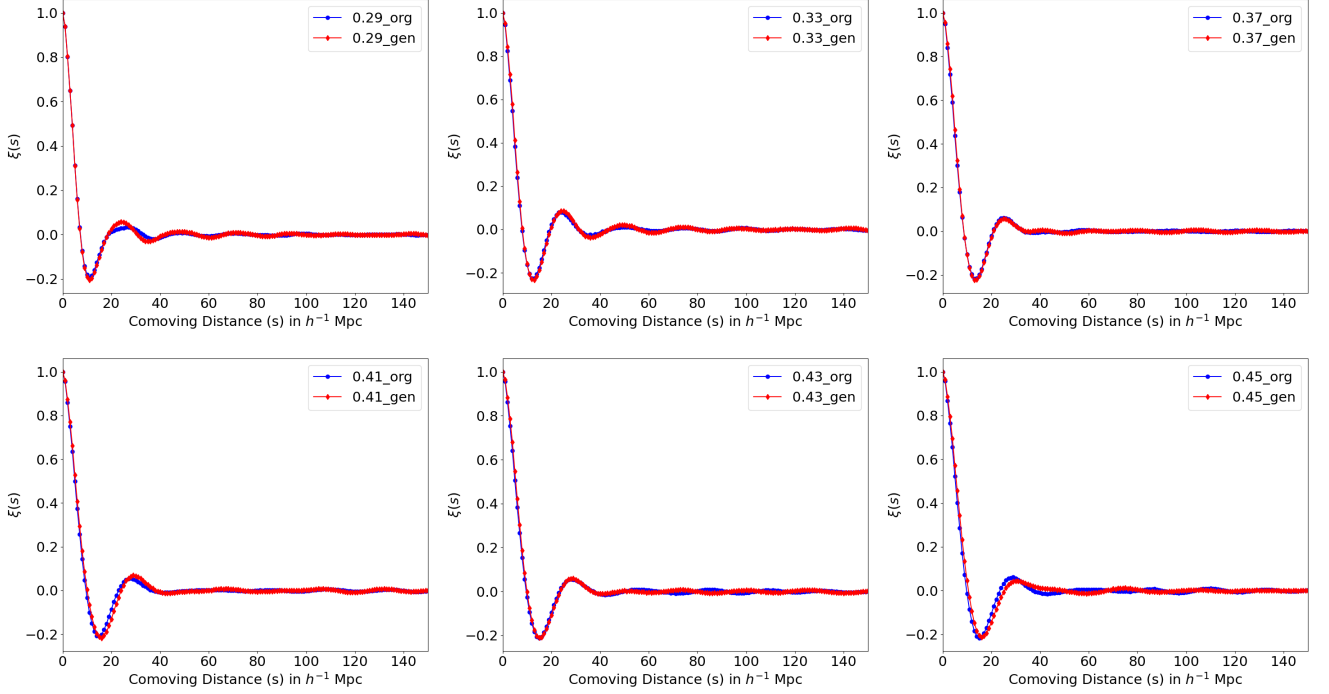 1.0
0.8
0.6
0.4
0.2
0.0
−0.2
ξ(s)
0.29_org
0.29_gen
0 20 40 60 80 100 120 140
Comoving Distance (s) in h⁻¹ Mpc
1.0
0.8
0.6
0.4
0.2
0.0
−0.2
ξ(s)
0.33_org
0.33_gen
0 20 40 60 80 100 120 140
Comoving Distance (s) in h⁻¹ Mpc
1.0
0.8
0.6
0.4
0.2
0.0
−0.2
ξ(s)
0.37_org
0.37_gen
0 20 40 60 80 100 120 140
Comoving Distance (s) in h⁻¹ Mpc
1.0
0.8
0.6
0.4
0.2
0.0
−0.2
ξ(s)
0.41_org
0.41_gen
0 20 40 60 80 100 120 140
Comoving Distance (s) in h⁻¹ Mpc
1.0
0.8
0.6
0.4
0.2
0.0
−0.2
ξ(s)
0.43_org
0.43_gen
0 20 40 60 80 100 120 140
Comoving Distance (s) in h⁻¹ Mpc
1.0
0.8
0.6
0.4
0.2
0.0
−0.2
ξ(s)
0.45_org
0.45_gen
0 20 40 60 80 100 120 140
Comoving Distance (s) in h⁻¹ Mpc